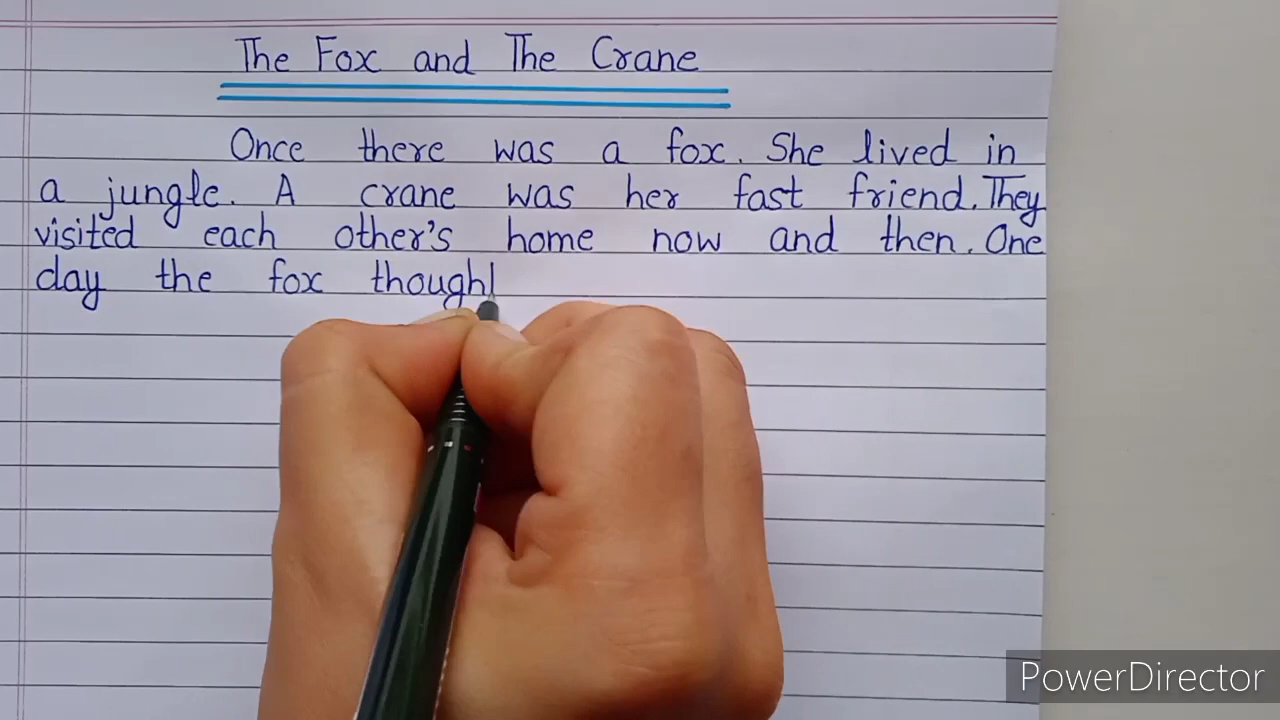 The Fox and The Crane
Once there was a fox. She lived in
a jungle. A crane was her fast friend. They
visited each other's home now and then. One
day the fox though
PowerDirector